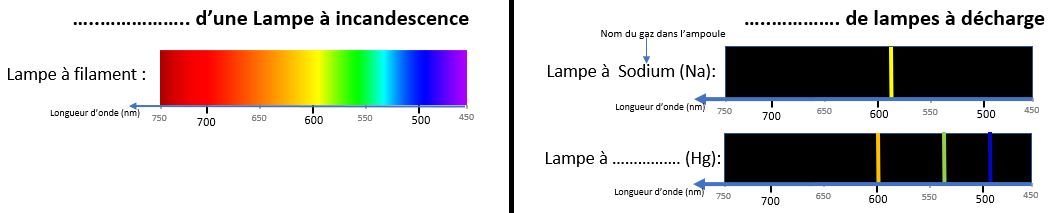 …..……………….. d’une Lampe à incandescence
Lampe à filament :
Longueur d’onde (nm)
750 700 650 600 550 500 450
…..…………… de lampes à décharge
Nom du gaz dans l’ampoule
Lampe à Sodium (Na):
Longueur d’onde (nm)
750 700 650 600 550 500 450
Lampe à ……………. (Hg):
Longueur d’onde (nm)
750 700 650 600 550 500 450